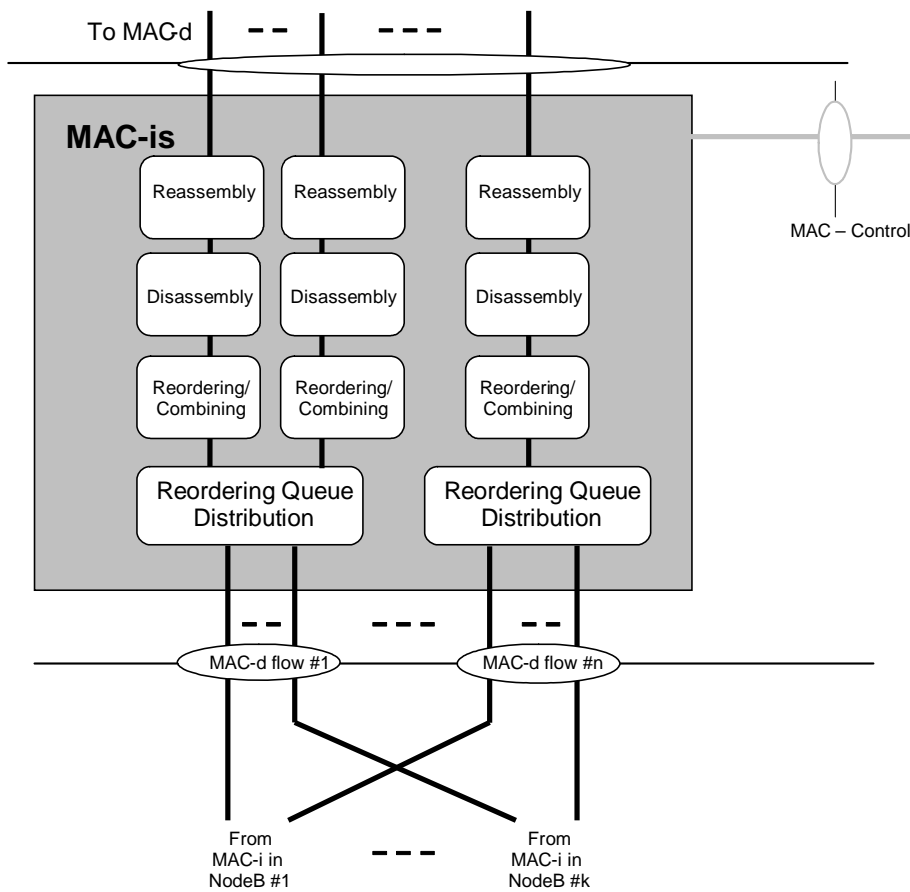 To MAC-d
MAC-is
Reassembly
Reassembly
Reassembly
MAC – Control
Disassembly
Disassembly
Disassembly
Reordering/
Combining
Reordering/
Combining
Reordering/
Combining
Reordering Queue
Distribution
Reordering Queue
Distribution
MAC-d flow #1
MAC-d flow #n
From
MAC-i in
NodeB #1
From
MAC-i in
NodeB #k